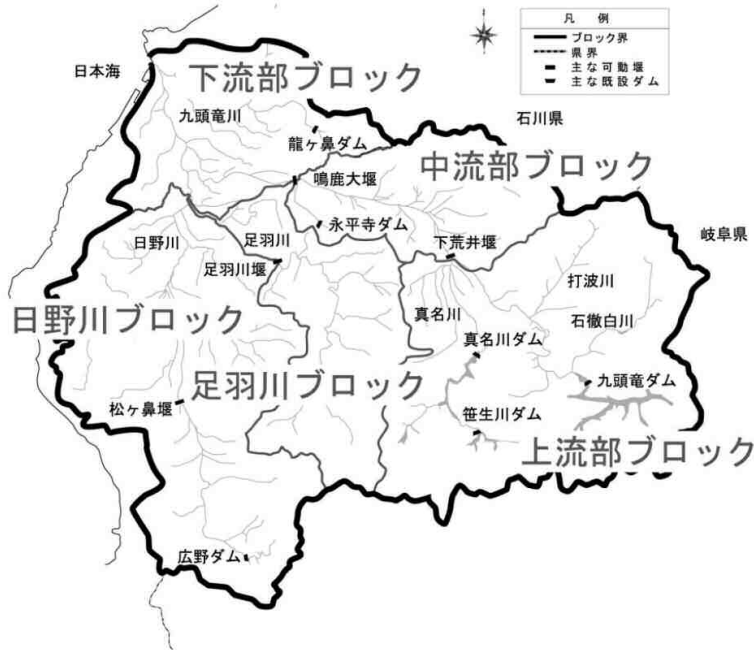 凡 例
ブロック界
県界
主な可動堰
主な既設ダム
日本海
下流部ブロック
九頭竜川
石川県
龍ヶ鼻ダム
中流部ブロック
鳴鹿大堰
永平寺ダム
岐阜県
日野川
足羽川
下荒井堰
足羽川堰
打波川
真名川
石徹白川
日野川ブロック
真名川ダム
足羽川ブロック
九頭竜ダム
松ヶ鼻堰
笹生川ダム
上流部ブロック
広野ダム